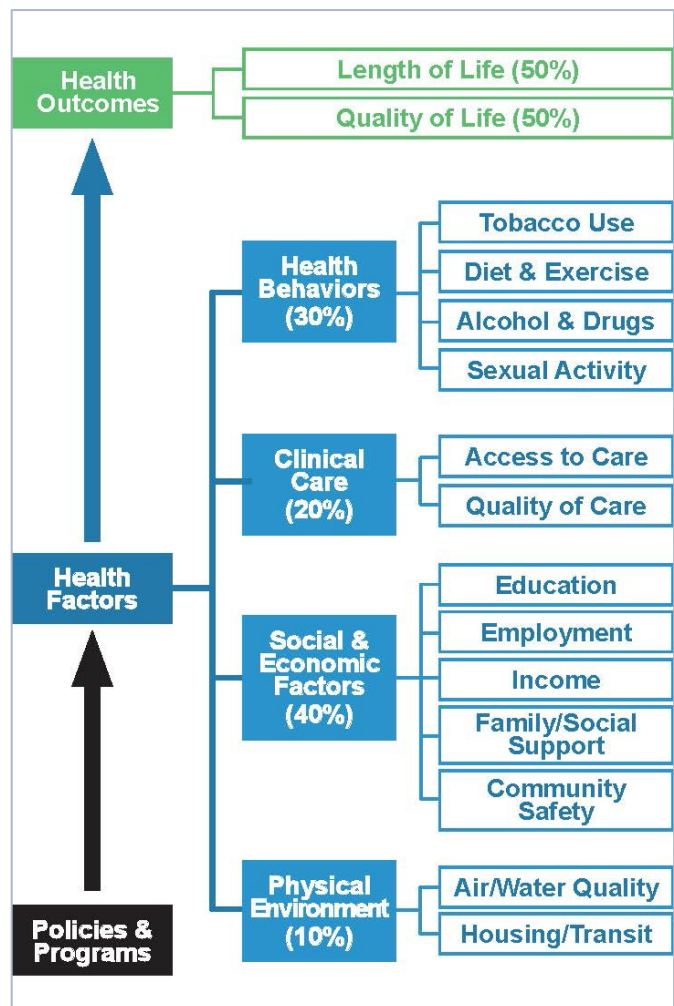 Health
Outcomes
Length of Life (50%)
Quality of Life (50%)
Health
Behaviors
(30%)
Tobacco Use
Diet & Exercise
Alcohol & Drugs
Sexual Activity
Clinical
Care
(20%)
Access to Care
Quality of Care
Health
Factors
Social &
Economic
Factors
(40%)
Education
Employment
Income
Family/Social
Support
Community
Safety
Physical
Environment
(10%)
Air/Water Quality
Housing/Transit
Policies &
Programs